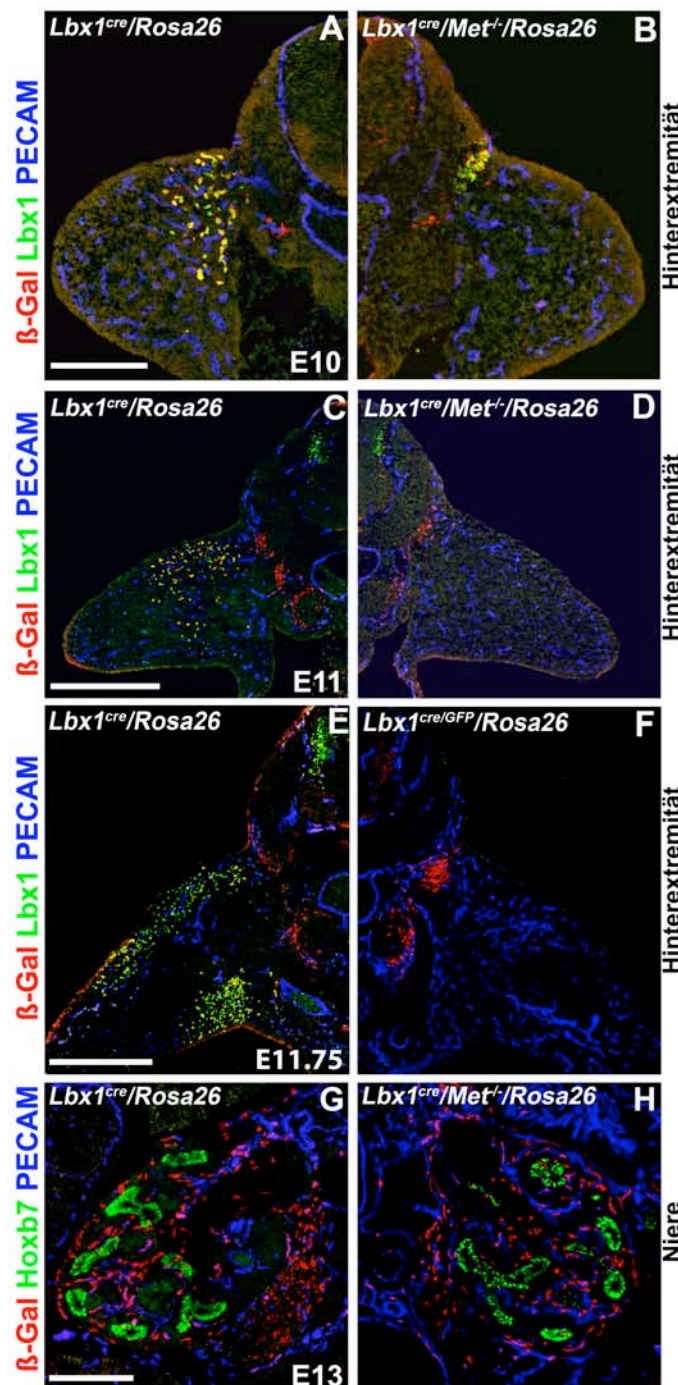 Lbx1cre/Rosa26 A
Lbx1cre/Met-/-/Rosa26 B
ß-Gal Lbx1 PECAM
Hinterextremität
E10
Lbx1cre/Rosa26 C
Lbx1cre/Met-/-/Rosa26 D
ß-Gal Lbx1 PECAM
Hinterextremität
E11
Lbx1cre/Rosa26 E
Lbx1cre/GFP/Rosa26 F
ß-Gal Lbx1 PECAM
Hinterextremität
E11.75
Lbx1cre/Rosa26 G
Lbx1cre/Met-/-/Rosa26 H
ß-Gal Hoxb7 PECAM
Niere
E13